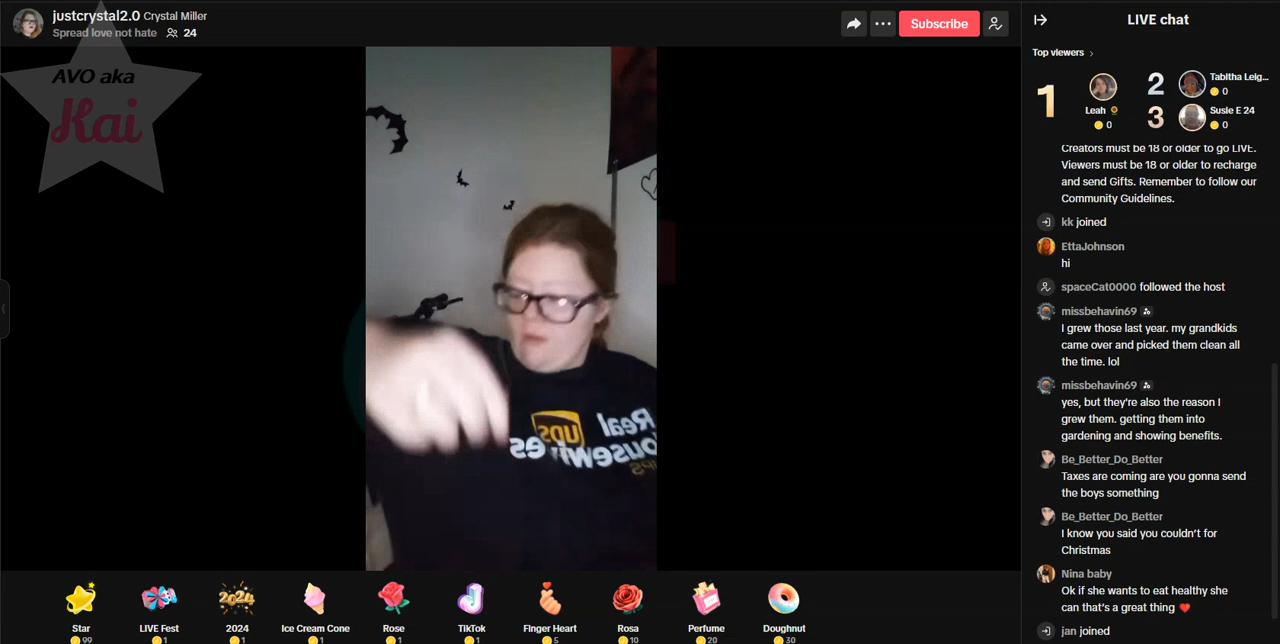 justcrystal2.0 Crystal Miller
Spread love not hate 24
Subscribe
AVO aka
Kai
ups
Real
Housewives
UPS
Star
99
LIVE Fest
1
2024
2024
1
Ice Cream Cone
1
Rose
1
TikTok
1
Finger Heart
5
Rosa
10
Perfume
20
Doughnut
30
LIVE chat
Top viewers
1
Leah
0
2
Tabitha Leig...
0
3
Susie E 24
0
Creators must be 18 or older to go LIVE.
Viewers must be 18 or older to recharge
and send Gifts. Remember to follow our
Community Guidelines.
kk joined
EttaJohnson
hi
spaceCat0000 followed the host
missbehavin69
I grew those last year. my grandkids
came over and picked them clean all
the time. lol
missbehavin69
yes, but they're also the reason I
grew them. getting them into
gardening and showing benefits.
Be_Better_Do_Better
Taxes are coming are you gonna send
the boys something
Be_Better_Do_Better
I know you said you couldn't for
Christmas
Nina baby
Ok if she wants to eat healthy she
can that's a great thing ❤️
jan joined